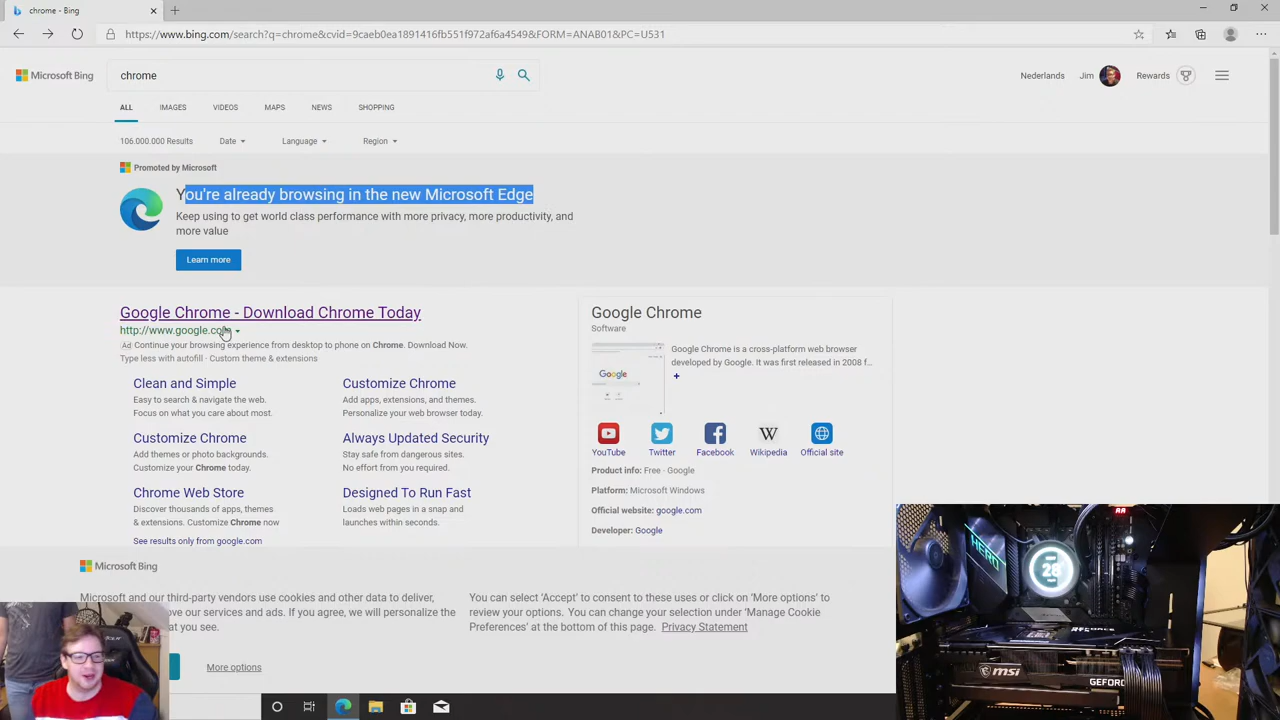 chrome - Bing
https://www.bing.com/search?q=chrome&cvid=9caeb0ea1891416fb551f972af6a4549&FORM=ANAB01&PC=U531
Microsoft Bing
chrome
Nederlands
Jim
Rewards
ALL
IMAGES
VIDEOS
MAPS
NEWS
SHOPPING
106.000.000 Results
Date
Language
Region
Promoted by Microsoft
You're already browsing in the new Microsoft Edge
Keep using to get world class performance with more privacy, more productivity, and
more value
Learn more
Google Chrome - Download Chrome Today
http://www.google.com
Ad Continue your browsing experience from desktop to phone on Chrome. Download Now.
Type less with autofill · Custom theme & extensions
Clean and Simple
Easy to search & navigate the web.
Focus on what you care about most.
Customize Chrome
Add apps, extensions, and themes.
Personalize your web browser today.
Customize Chrome
Add themes or photo backgrounds.
Customize your Chrome today.
Always Updated Security
Stay safe from dangerous sites.
No effort from you required.
Chrome Web Store
Discover thousands of apps, themes
& extensions. Customize Chrome now
Designed To Run Fast
Loads web pages in a snap and
launches within seconds.
See results only from google.com
Google Chrome
Software
Google
Google Chrome is a cross-platform web browser
developed by Google. It was first released in 2008 f...
YouTube
Twitter
W
Facebook
Wikipedia
Official site
Product info: Free · Google
Platform: Microsoft Windows
Official website: google.com
Developer: Google
Microsoft Bing
Microsoft and our third-party vendors use cookies and other data to deliver,
ove our services and ads. If you agree, we will personalize the
at you see.
You can select 'Accept' to consent to these uses or click on 'More options' to
review your options. You can change your selection under 'Manage Cookie
Preferences' at the bottom of this page. Privacy Statement
More options
AA
HERO
28
msi
GEFORCE